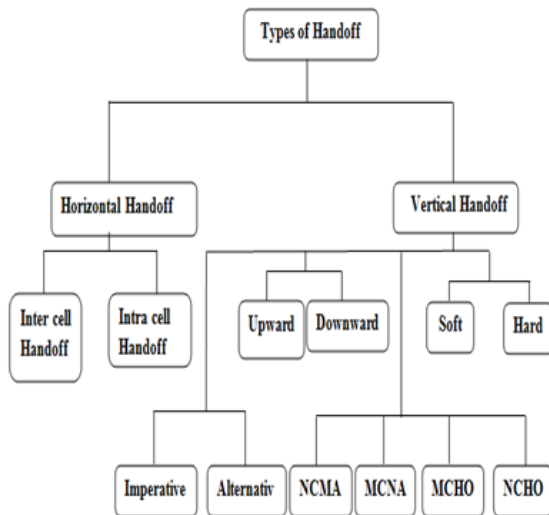 Types of Handoff
Horizontal Handoff
Vertical Handoff
Inter cell
Handoff
Intra cell
Handoff
Upward
Downward
Soft
Hard
Imperative
Alternativ
NCMA
MCNA
MCHO
NCHO